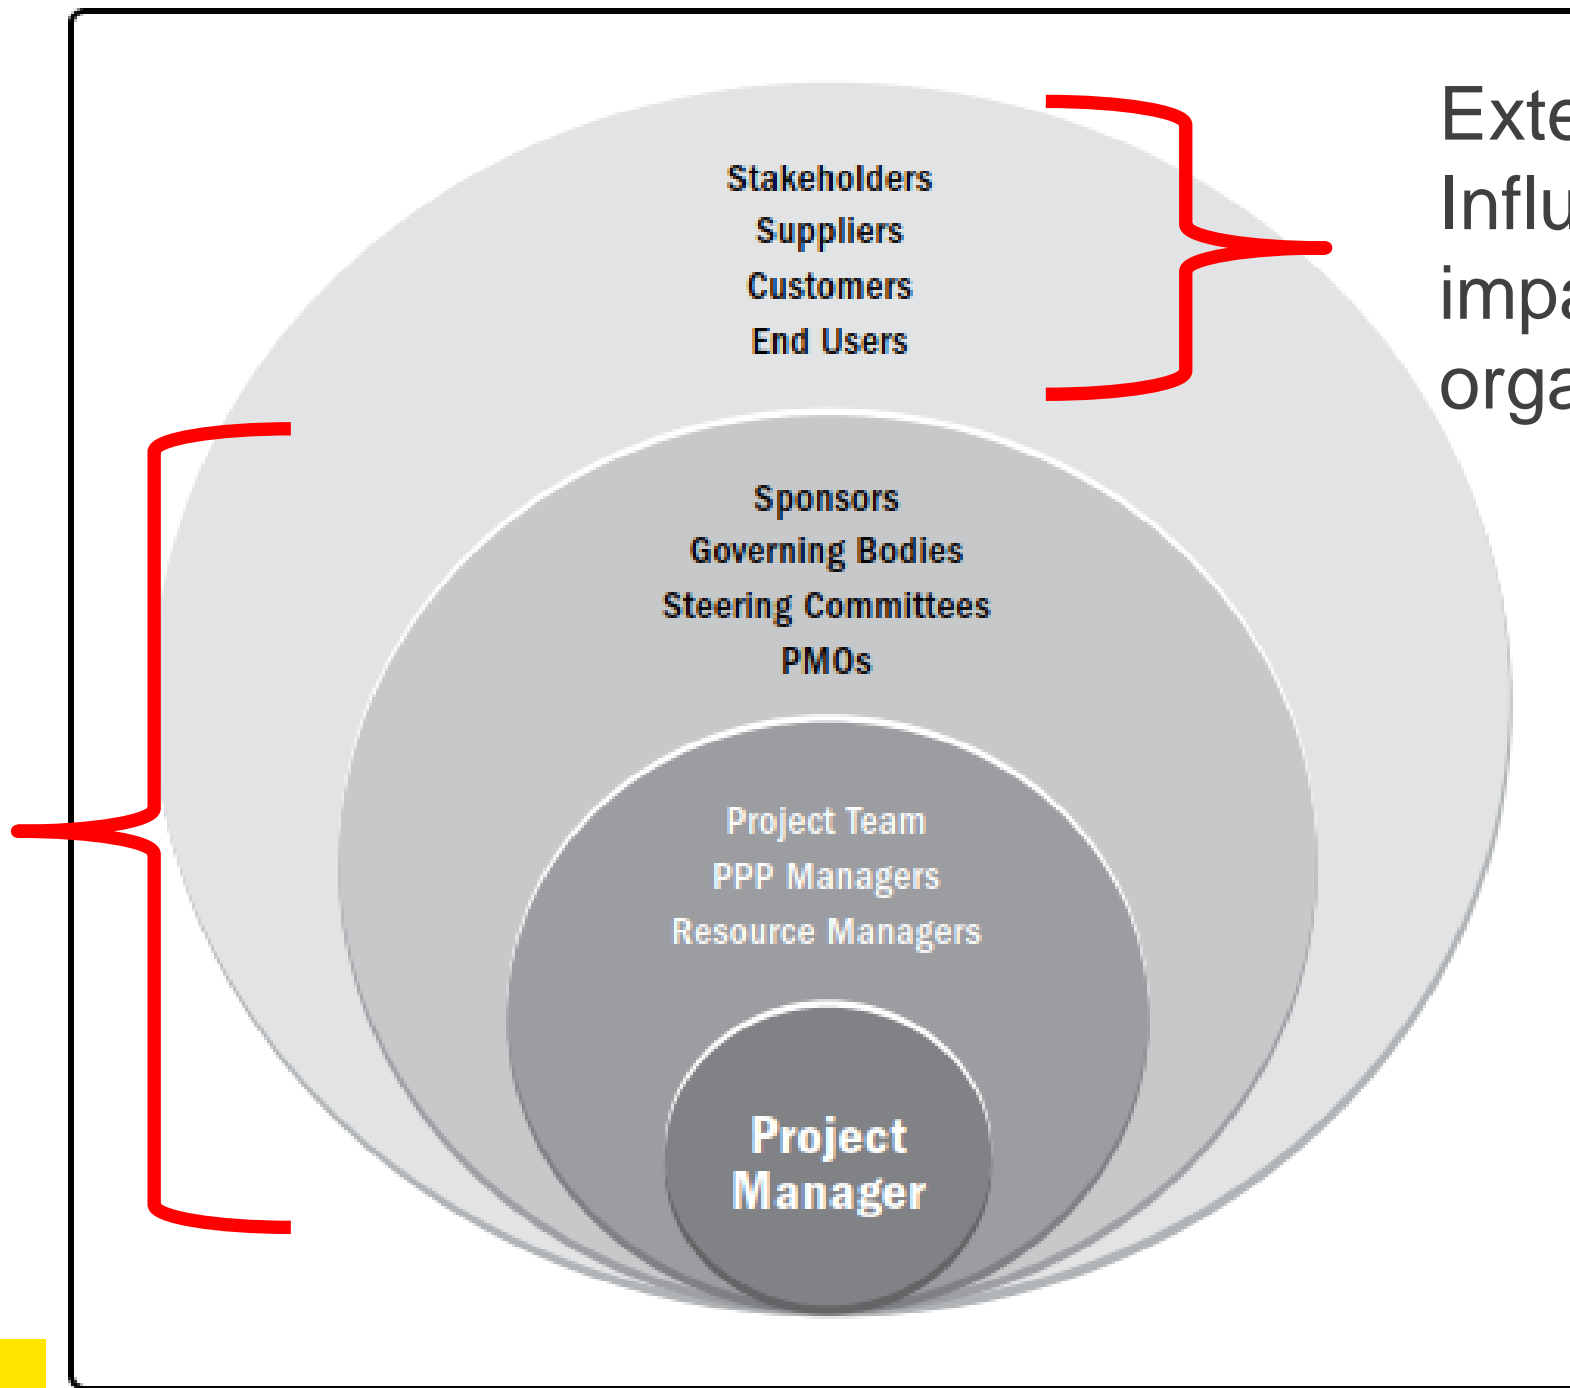 Stakeholders
Suppliers
Customers
End Users
Sponsors
Governing Bodies
Steering Committees
PMOs
Project Team
PPP Managers
Resource Managers
Project
Manager